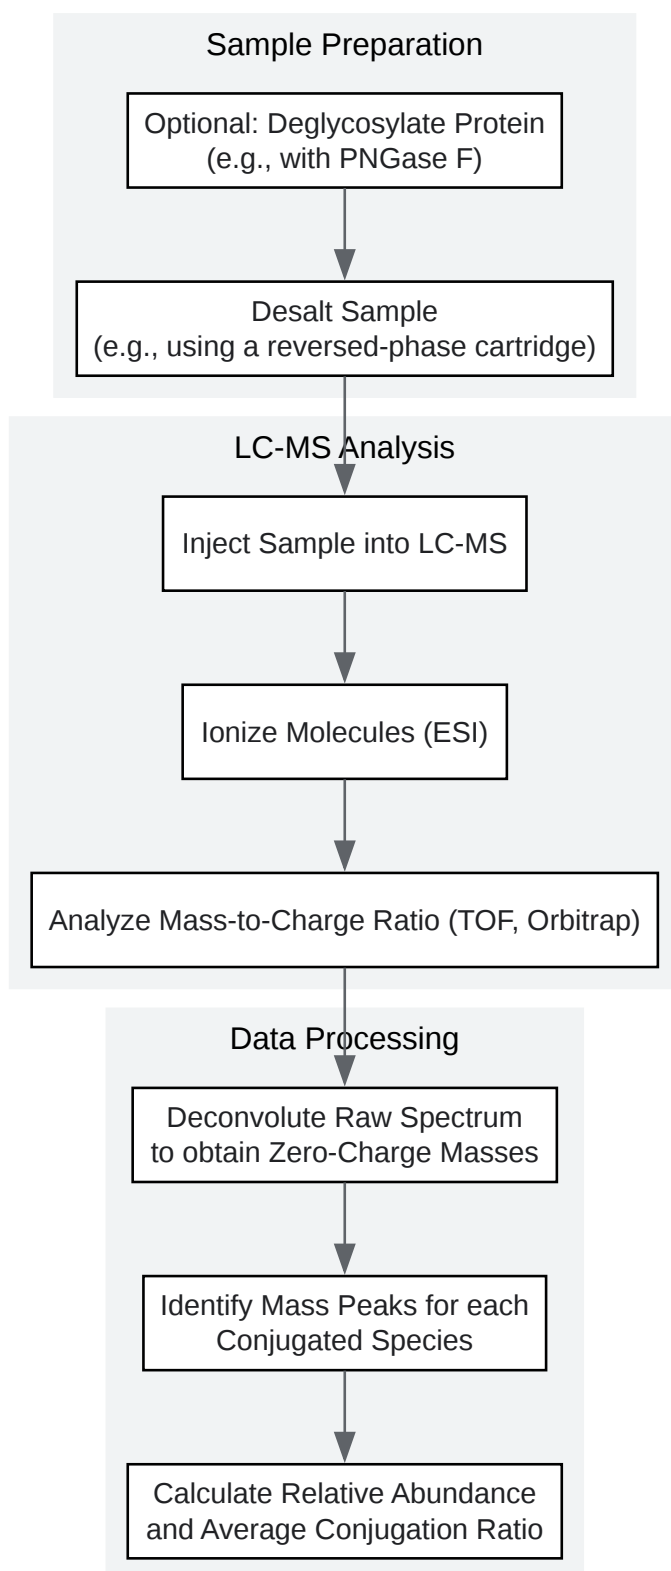 Sample Preparation
Optional: Deglycosylate Protein
(e.g., with PNGase F)
Desalt Sample
(e.g., using a reversed-phase cartridge)
LC-MS Analysis
Inject Sample into LC-MS
Ionize Molecules (ESI)
Analyze Mass-to-Charge Ratio (TOF, Orbitrap)
Data Processing
Deconvolute Raw Spectrum
to obtain Zero-Charge Masses
Identify Mass Peaks for each
Conjugated Species
Calculate Relative Abundance
and Average Conjugation Ratio